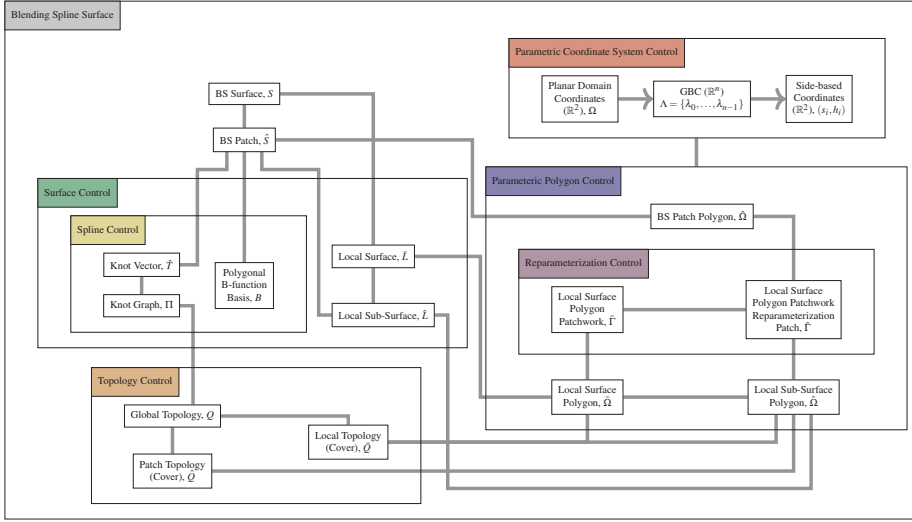 Blending Spline Surface
Parametric Coordinate System Control
Planar Domain
Coordinates
(ℝ²), Ω
GBC (ℝⁿ)
Λ = {λ₀,…,λₙ₋₁}
Side-based
Coordinates
(ℝ²), (sᵢ,hᵢ)
BS Surface, S
BS Patch, Ŝ
Surface Control
Spline Control
Knot Vector, T̂
Knot Graph, Π
Polygonal
B-function
Basis, B
Local Surface, L̄
Local Sub-Surface, L̂
Parameteric Polygon Control
BS Patch Polygon, Ω̂
Reparameterization Control
Local Surface
Polygon
Patchwork, Γ̄
Local Surface
Polygon Patchwork
Reparameterization
Patch, Γ̂
Local Surface
Polygon, Ω̄
Local Sub-Surface
Polygon, Ω̂
Topology Control
Global Topology, Q
Local Topology
(Cover), Q̄
Patch Topology
(Cover), Q̂